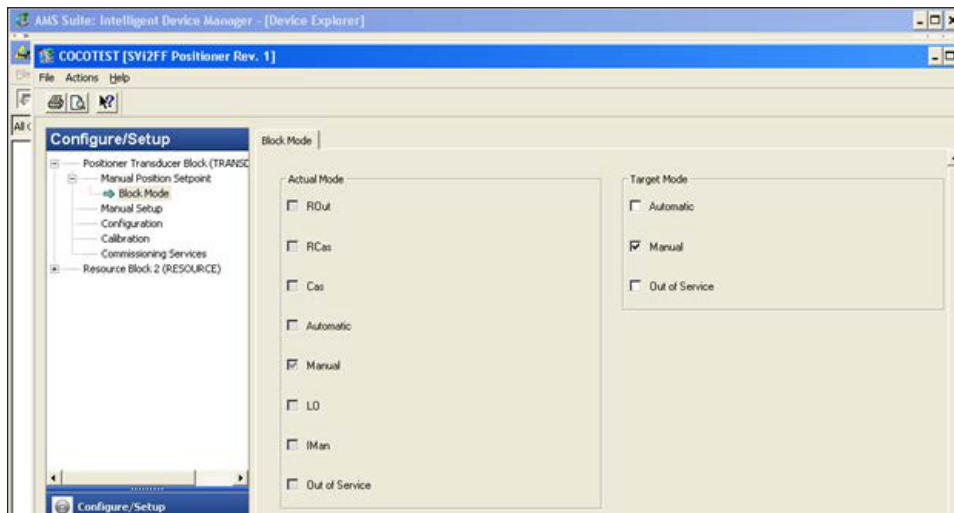 AMS Suite: Intelligent Device Manager - [Device Explorer]
COCOTEST [SVi2FF Positioner Rev. 1]
File Actions Help
All
Configure/Setup
Positioner Transducer Block (TRANSD
Manual Position Setpoint
Block Mode
Manual Setup
Configuration
Calibration
Commissioning Services
Resource Block 2 (RESOURCE)
Configure/Setup
Block Mode
Actual Mode
ROut
RCas
Cas
Automatic
Manual
LO
IMan
Out of Service
Target Mode
Automatic
Manual
Out of Service